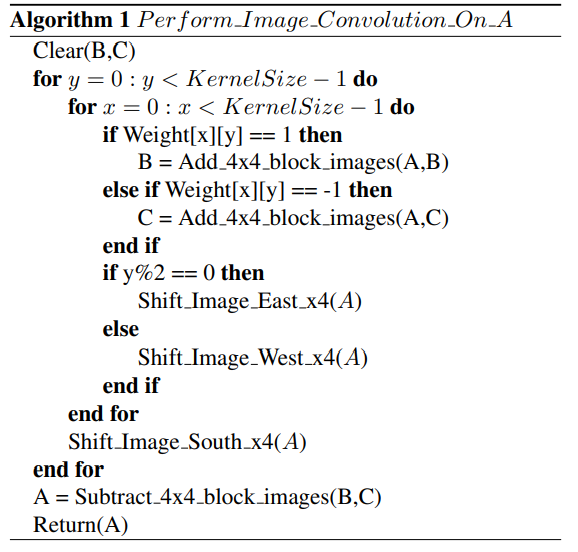 Algorithm 1 Perform_Image_Convolution_On_A
Clear(B,C)
for y = 0 : y < KernelSize − 1 do
for x = 0 : x < KernelSize − 1 do
if Weight[x][y] == 1 then
B = Add_4x4_block_images(A,B)
else if Weight[x][y] == -1 then
C = Add_4x4_block_images(A,C)
end if
if y%2 == 0 then
Shift_Image_East_x4(A)
else
Shift_Image_West_x4(A)
end if
end for
Shift_Image_South_x4(A)
end for
A = Subtract_4x4_block_images(B,C)
Return(A)